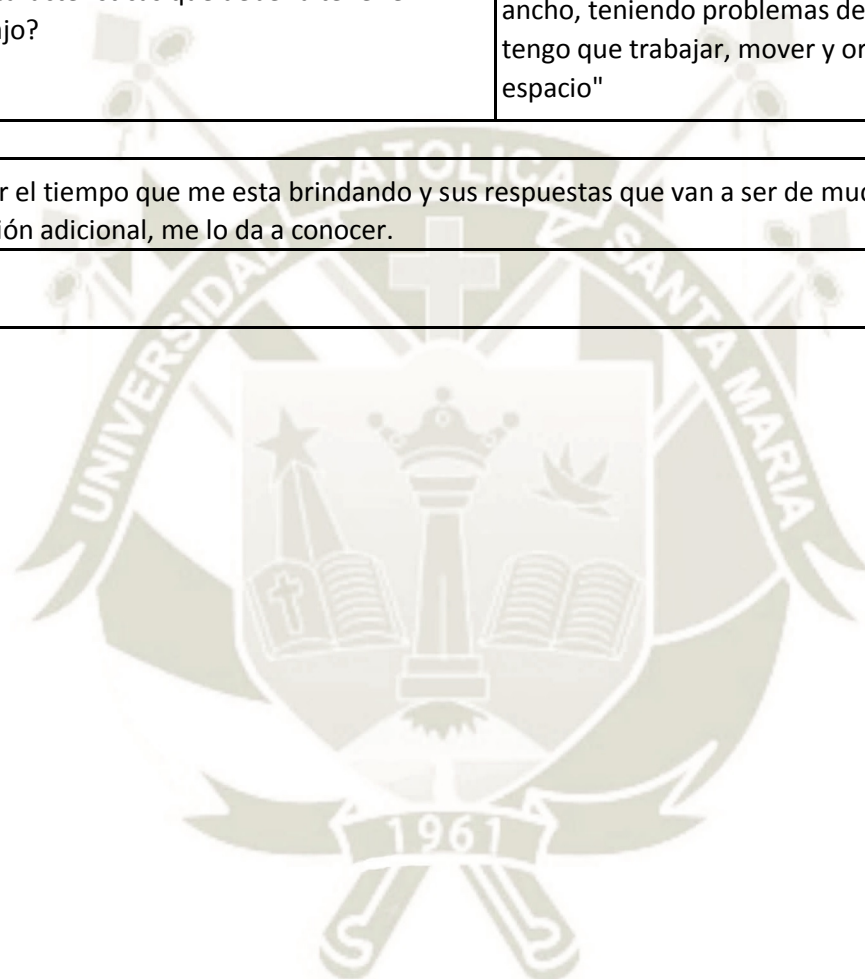 ajo?
ancho, teniendo problemas de
tengo que trabajar, mover y or
espacio"
r el tiempo que me esta brindando y sus respuestas que van a ser de muc
ión adicional, me lo da a conocer.
UNIVERSIDAD CATOLICA SANTA MARIA
1961